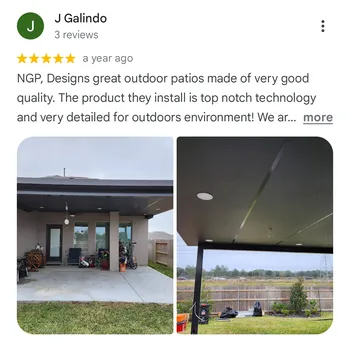 J Galindo
3 reviews
a year ago
NGP, Designs great outdoor patios made of very good
quality. The product they install is top notch technology
and very detailed for outdoors environment! We ar... more